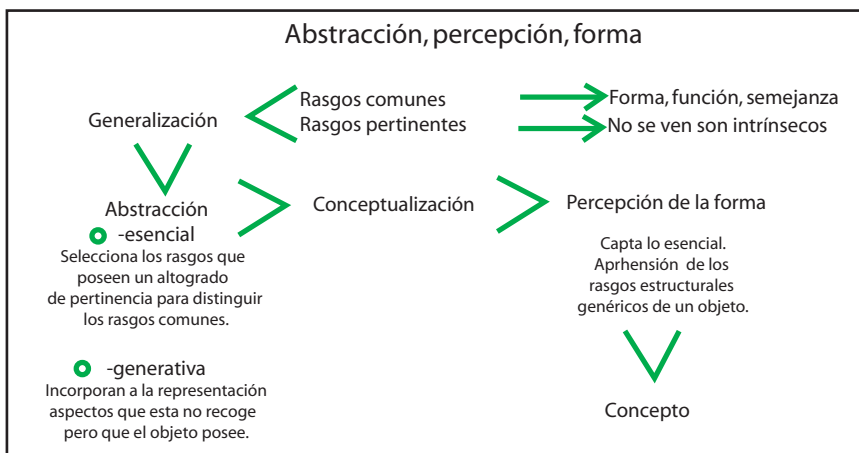 Abstracción, percepción, forma
Generalización
Rasgos comunes
Rasgos pertinentes
Forma, función, semejanza
No se ven son intrínsecos
Abstracción
-esencial
Selecciona los rasgos que
poseen un altogrado
de pertinencia para distinguir
los rasgos comunes.
-generativa
Incorporan a la representación
aspectos que esta no recoge
pero que el objeto posee.
Conceptualización
Percepción de la forma
Capta lo esencial.
Aprhensión de los
rasgos estructurales
genéricos de un objeto.
Concepto